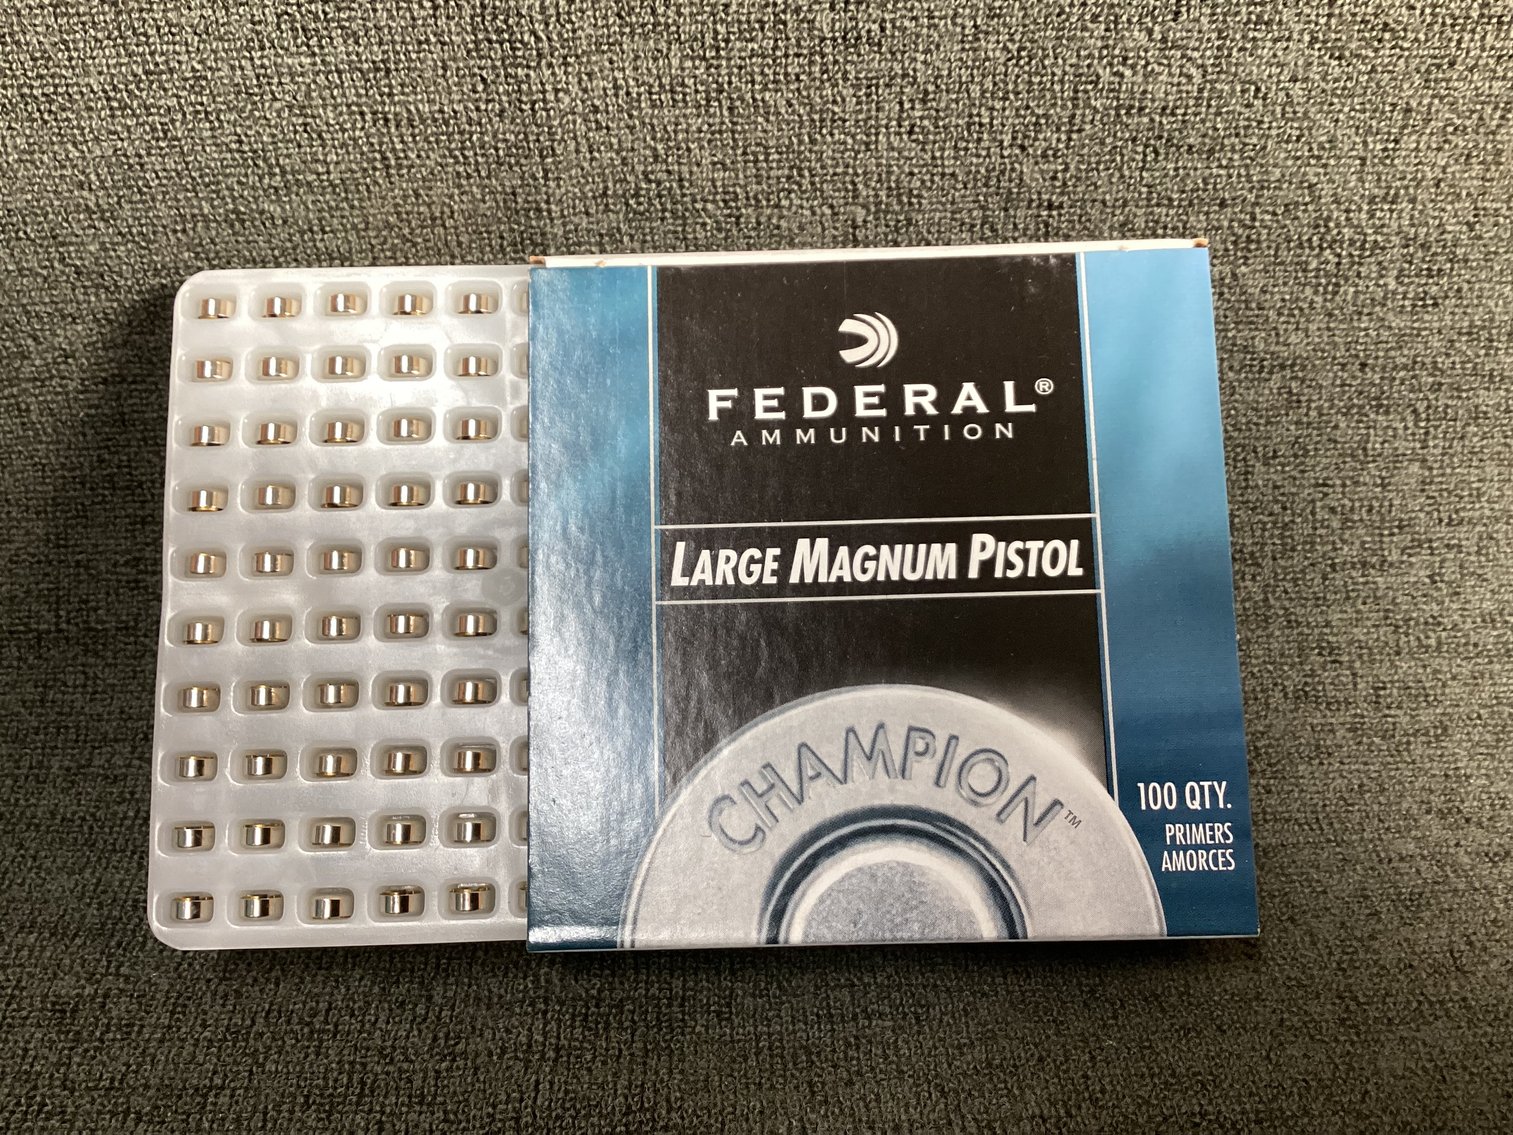 FEDERAL®
AMMUNITION
LARGE MAGNUM PISTOL
CHAMPION™
100 QTY.
PRIMERS
AMORCES